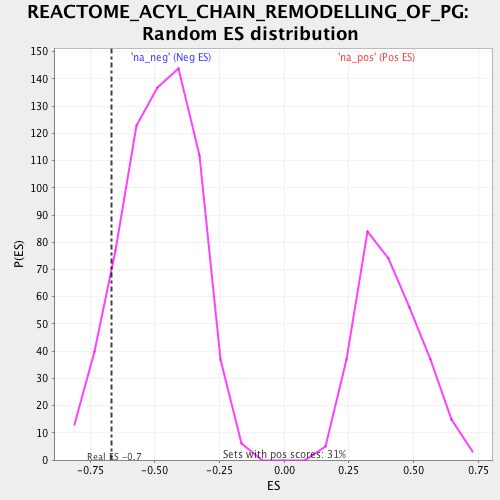 REACTOME_ACYL_CHAIN_REMODELLING_OF_PG:
Random ES distribution
'na_neg' (Neg ES)
'na_pos' (Pos ES)
P(ES)
150
140
130
120
110
100
90
80
70
60
50
40
30
20
10
0
Real ES -0.7
Sets with pos scores: 31%
-0.75 -0.50 -0.25 0.00 0.25 0.50 0.75
ES